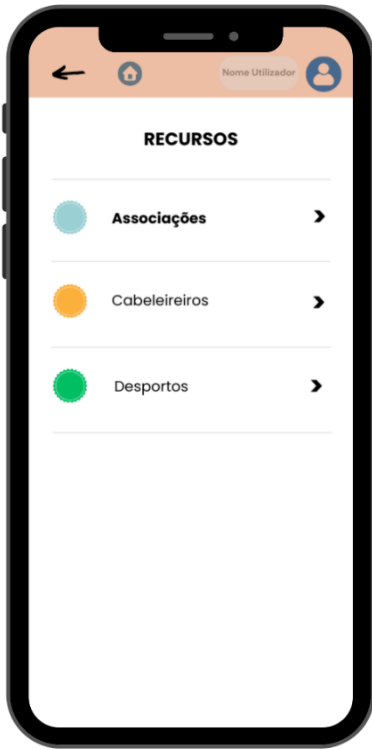 Nome Utilizador
RECURSOS
Associações
Cabeleireiros
Desportos